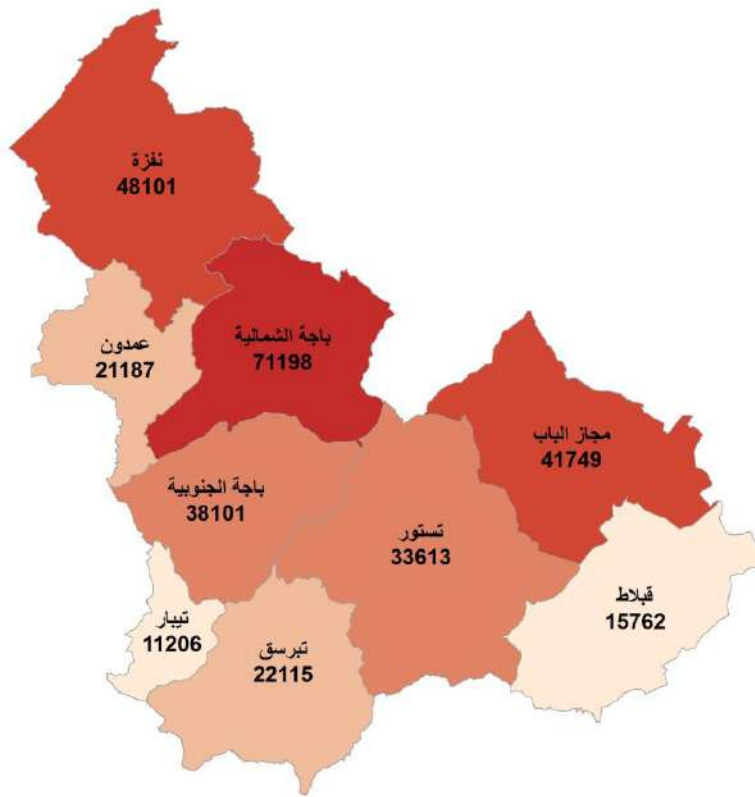 نفزة
48101
باجة الشمالية
71198
عمدون
21187
مجاز الباب
41749
باجة الجنوبية
38101
تستور
33613
قبلاط
15762
تيبار
11206
تبرسق
22115